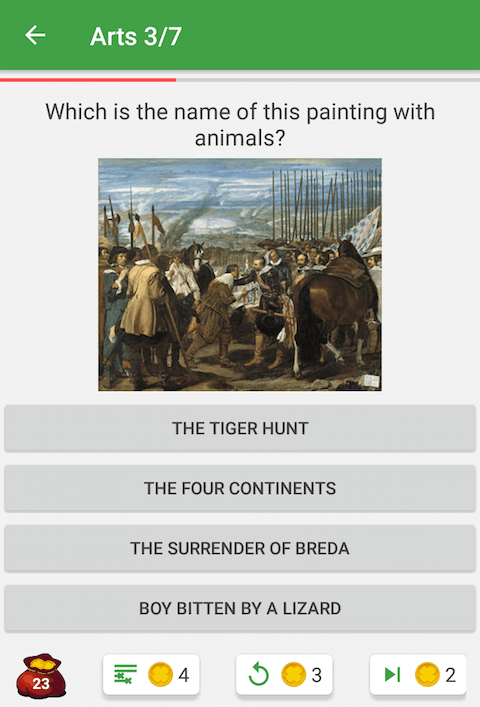 Arts 3/7
Which is the name of this painting with
animals?
THE TIGER HUNT
THE FOUR CONTINENTS
THE SURRENDER OF BREDA
BOY BITTEN BY A LIZARD
23
4
3
2